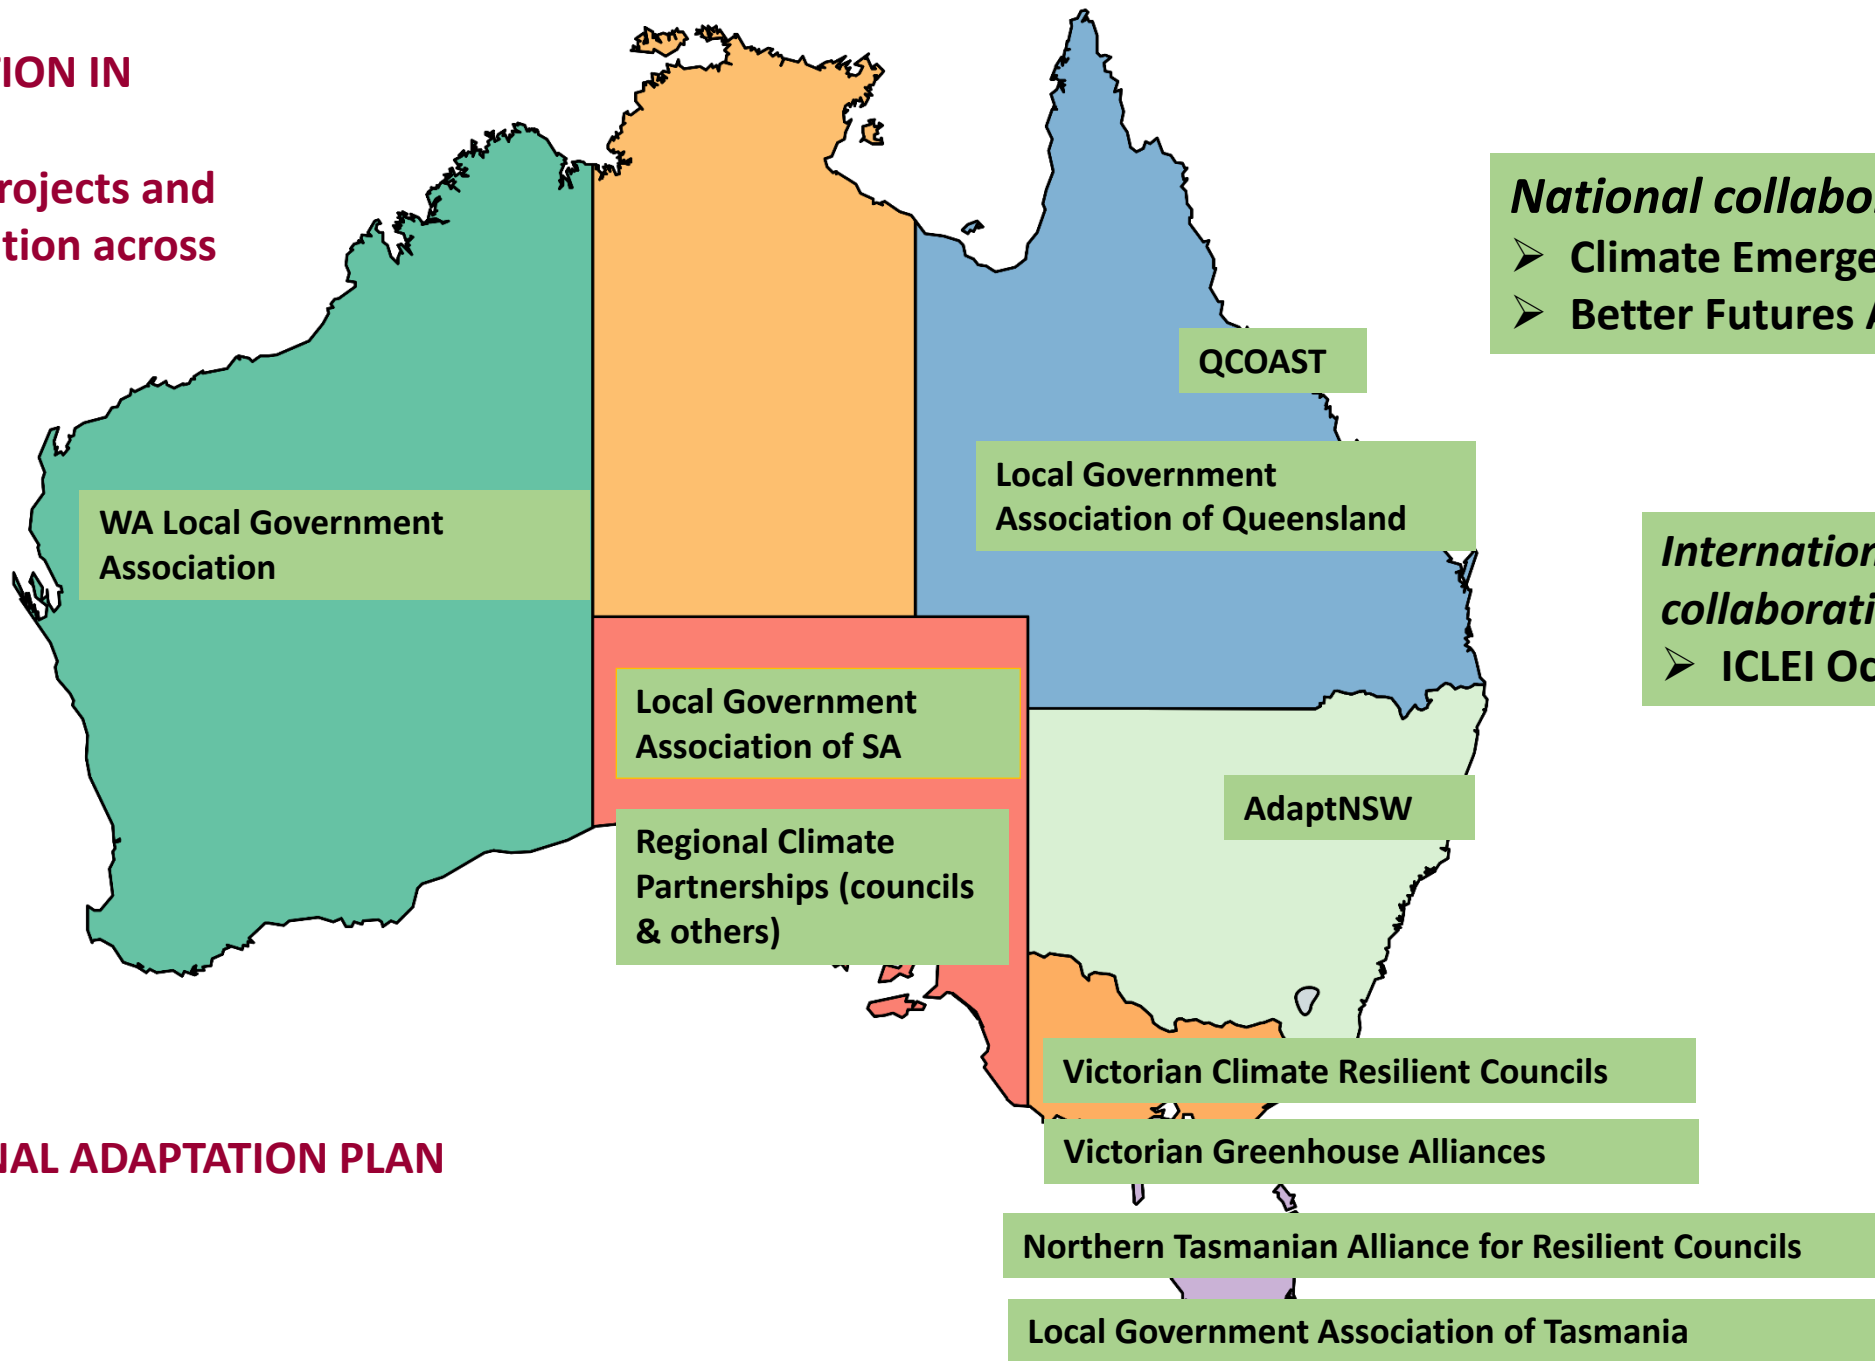 TION IN
rojects and
tion across
National collabo
➢ Climate Emerge
➢ Better Futures A
QCOAST
Local Government
Association of Queensland
WA Local Government
Association
Internation
collaborati
➢ ICLEI Oc
Local Government
Association of SA
AdaptNSW
Regional Climate
Partnerships (councils
& others)
Victorian Climate Resilient Councils
Victorian Greenhouse Alliances
NAL ADAPTATION PLAN
Northern Tasmanian Alliance for Resilient Councils
Local Government Association of Tasmania